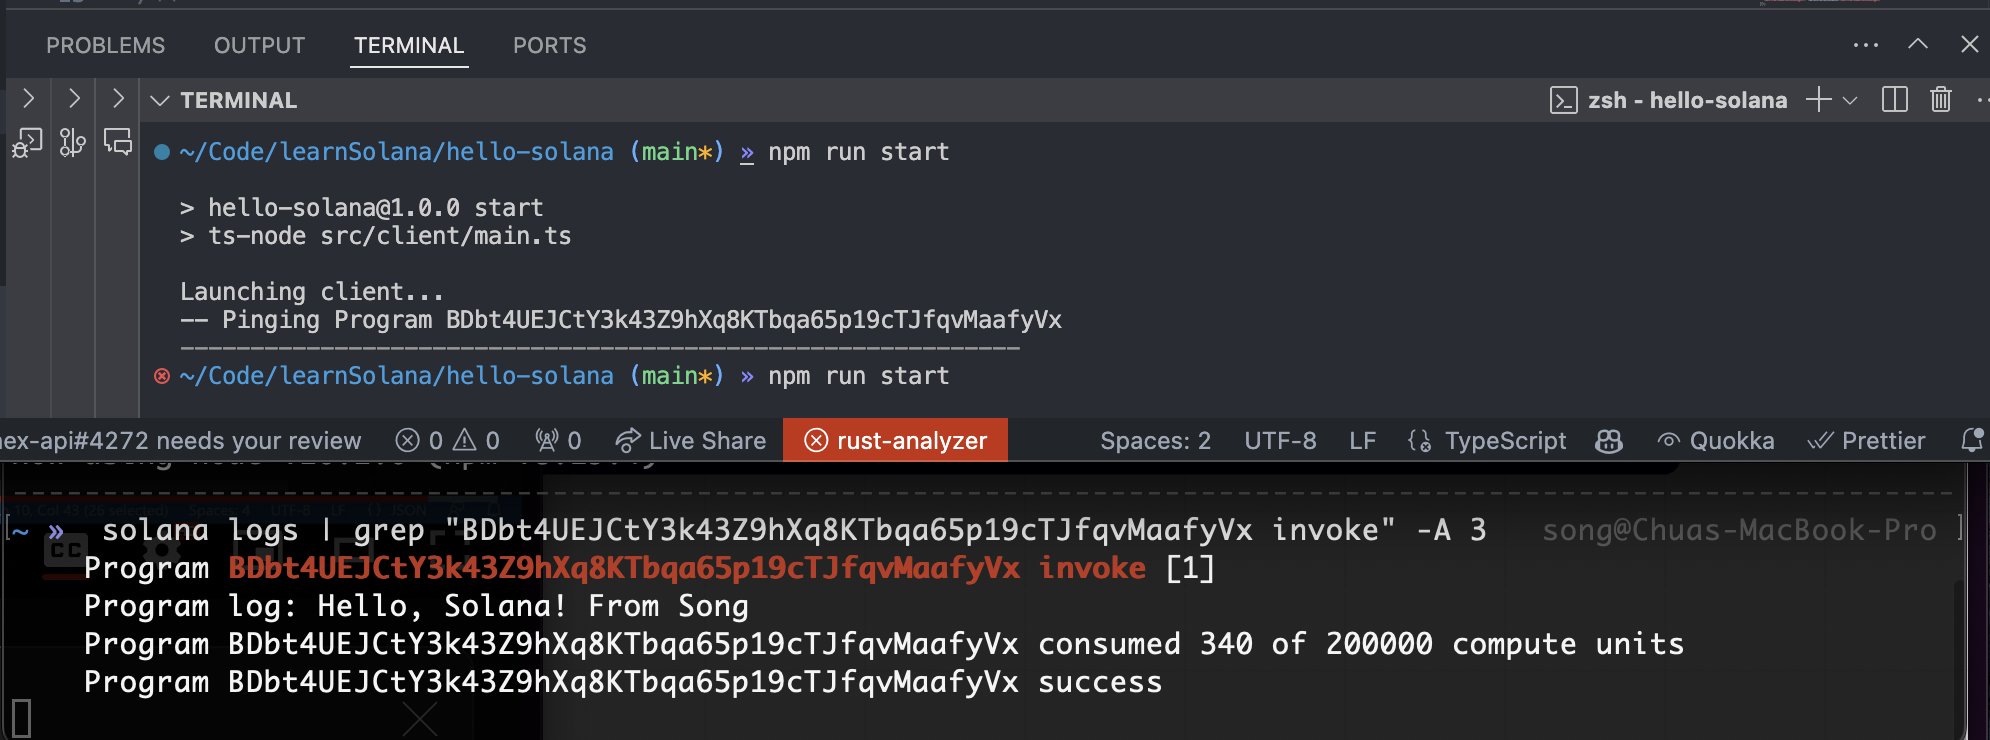 PROBLEMS OUTPUT TERMINAL PORTS
TERMINAL
zsh - hello-solana
~/Code/learnSolana/hello-solana (main*) » npm run start
> hello-solana@1.0.0 start
> ts-node src/client/main.ts
Launching client...
-- Pinging Program BDbt4UEJCtY3k43Z9hXq8KTbqa65p19cTJfqvMaafyVx
------------------------------------------------------------
~/Code/learnSolana/hello-solana (main*) » npm run start
ex-api#4272 needs your review 0 0 0 Live Share rust-analyzer Spaces: 2 UTF-8 LF TypeScript Quokka Prettier
[~ » solana logs | grep "BDbt4UEJCtY3k43Z9hXq8KTbqa65p19cTJfqvMaafyVx invoke" -A 3 song@Chuas-MacBook-Pro ]
Program BDbt4UEJCtY3k43Z9hXq8KTbqa65p19cTJfqvMaafyVx invoke [1]
Program log: Hello, Solana! From Song
Program BDbt4UEJCtY3k43Z9hXq8KTbqa65p19cTJfqvMaafyVx consumed 340 of 200000 compute units
Program BDbt4UEJCtY3k43Z9hXq8KTbqa65p19cTJfqvMaafyVx success